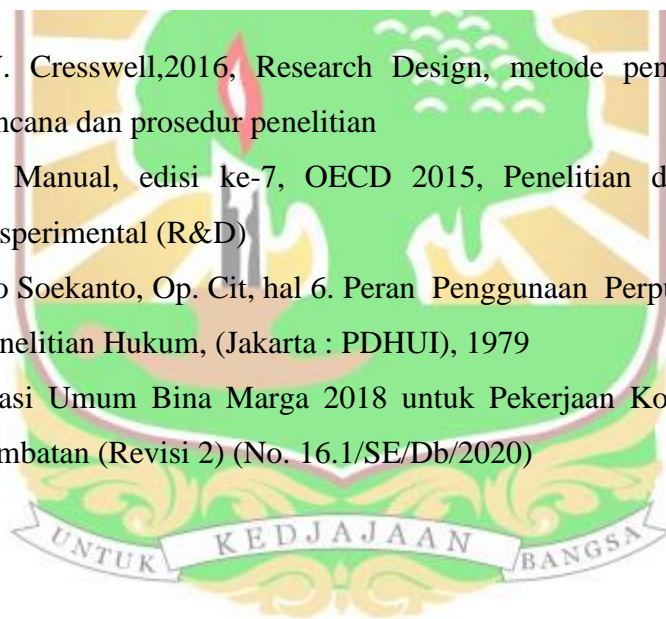 . Cresswell,2016, Research Design, metode pen
ncana dan prosedur penelitian
Manual, edisi ke-7, OECD 2015, Penelitian d
sperimental (R&D)
o Soekanto, Op. Cit, hal 6. Peran Penggunaan Perpu
nelitian Hukum, (Jakarta : PDHUI), 1979
asi Umum Bina Marga 2018 untuk Pekerjaan Ko
mbatan (Revisi 2) (No. 16.1/SE/Db/2020)
UNTUK KEDJAJAAN BANGSA